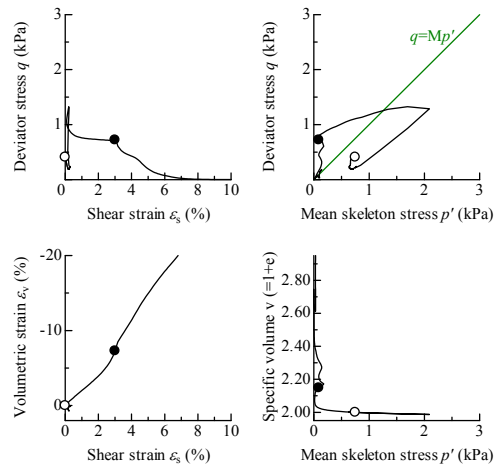 3
2
1
0
0 2 4 6 8 10
Deviator stress q (kPa)
Shear strain εs (%)
3
2
1
0
0 1 2 3
Deviator stress q (kPa)
Mean skeleton stress p′ (kPa)
q=Mp′
-20
-10
0
0 2 4 6 8 10
Volumetric strain εv (%)
Shear strain εs (%)
2.80
2.60
2.40
2.20
2.00
0 1 2 3
Specific volume v (=1+e)
Mean skeleton stress p′ (kPa)